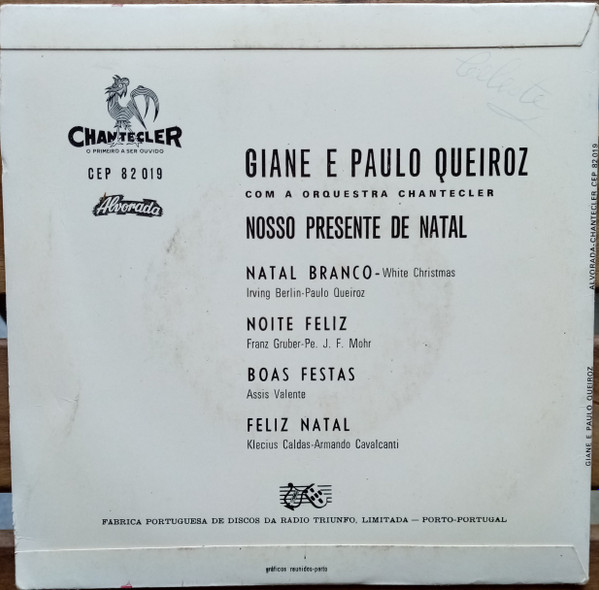 CHANTECLER
O PRIMEIRO A SER OUVIDO
CEP 82 019
Alvorada
GIANE E PAULO QUEIROZ
COM A ORQUESTRA CHANTECLER
NOSSO PRESENTE DE NATAL
NATAL BRANCO-White Christmas
Irving Berlin-Paulo Queiroz
NOITE FELIZ
Franz Gruber-Pe. J. F. Mohr
BOAS FESTAS
Assis Valente
FELIZ NATAL
Klecius Caldas-Armando Cavalcanti
FABRICA PORTUGUESA DE DISCOS DA RÁDIO TRIUNFO, LIMITADA — PORTO-PORTUGAL
gráficos reunidos-porto
GIANE E PAULO QUEIROZ
ALVORADA-CHANTECLER CEP 82 019